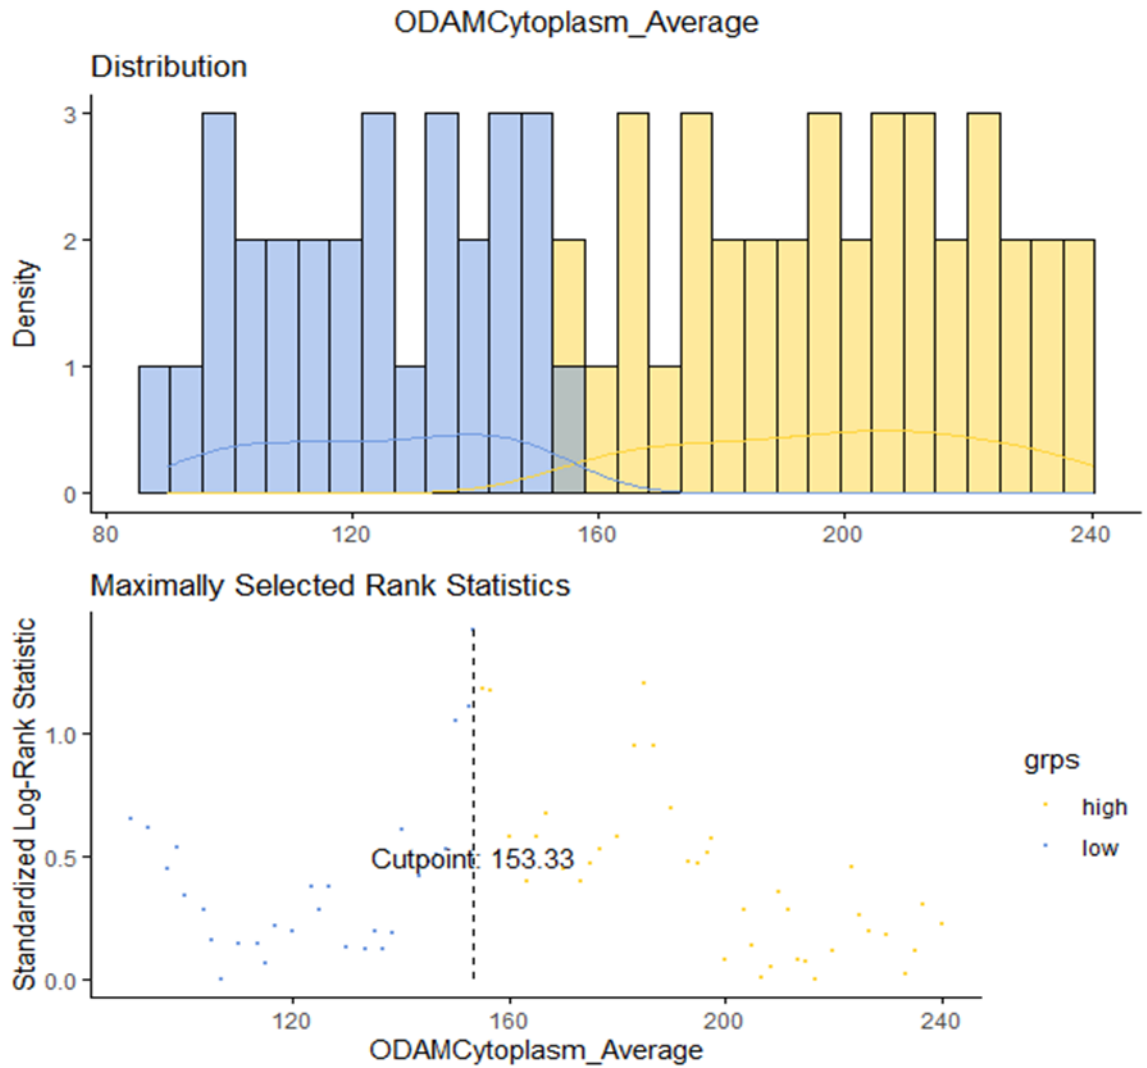 ODAMCytoplasm_Average
Distribution
Density
3
2
1
0
80 120 160 200 240
Maximally Selected Rank Statistics
Standardized Log-Rank Statistic
1.0
0.5
0.0
Cutpoint: 153.33
grps
high
low
120 160 200 240
ODAMCytoplasm_Average